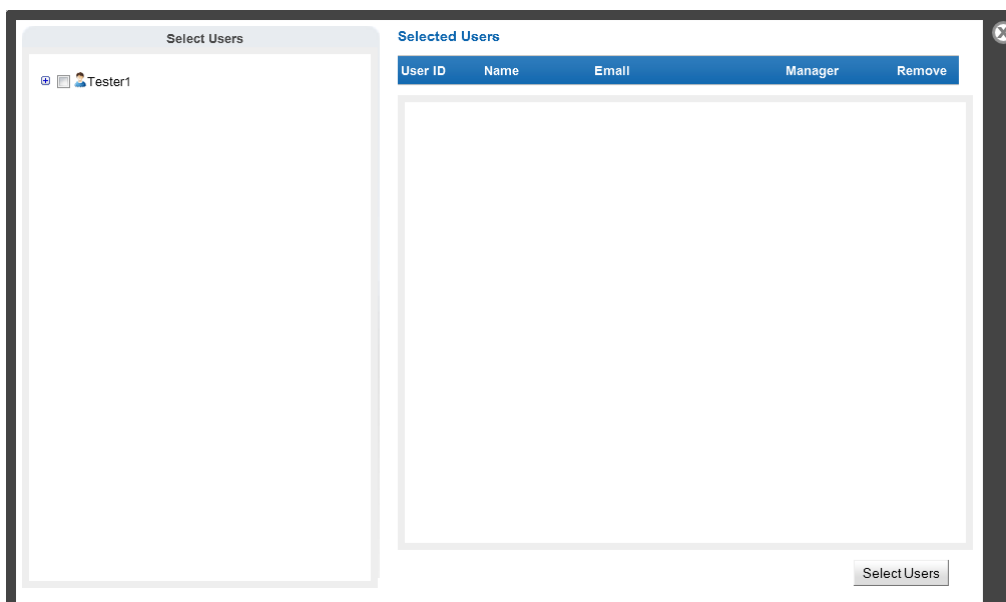 Select Users
Tester1
Selected Users
User ID Name Email Manager Remove
Select Users